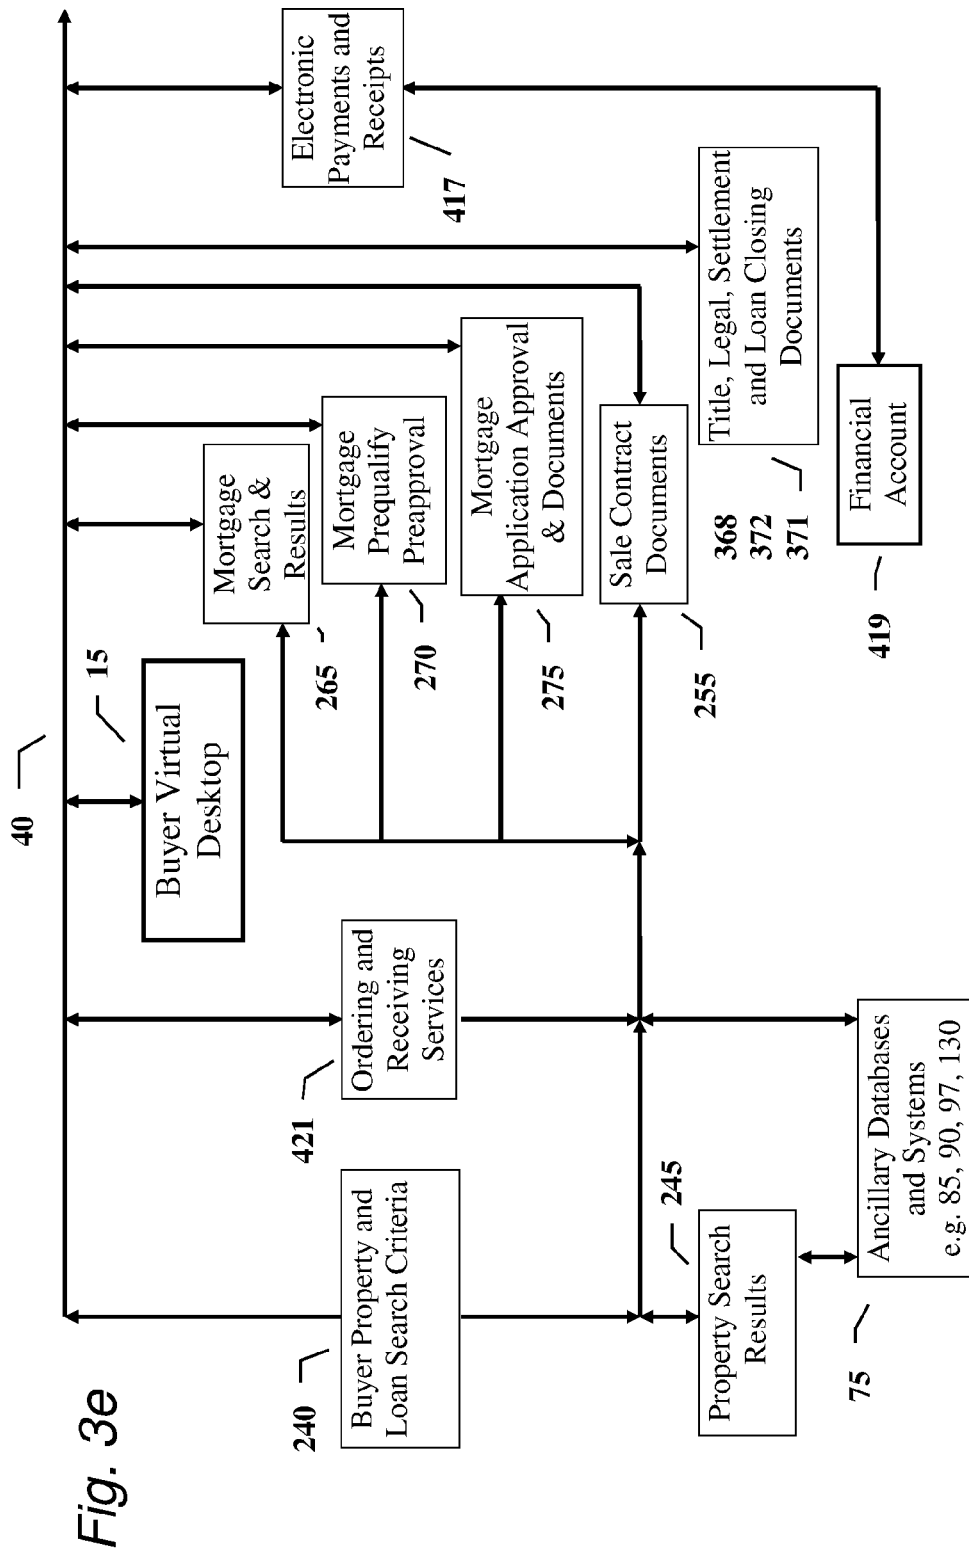 Fig. 3e
40
15
Buyer Virtual
Desktop
240
Buyer Property and
Loan Search Criteria
421
Ordering and
Receiving
Services
Mortgage
Search &
Results
265
Mortgage
Prequalify
Preapproval
270
Mortgage
Application Approval
& Documents
275
Sale Contract
Documents
255
Electronic
Payments and
Receipts
417
Title, Legal, Settlement
and Loan Closing
Documents
368
372
371
Financial
Account
419
245
Property Search
Results
75
Ancillary Databases
and Systems
e.g. 85, 90, 97, 130